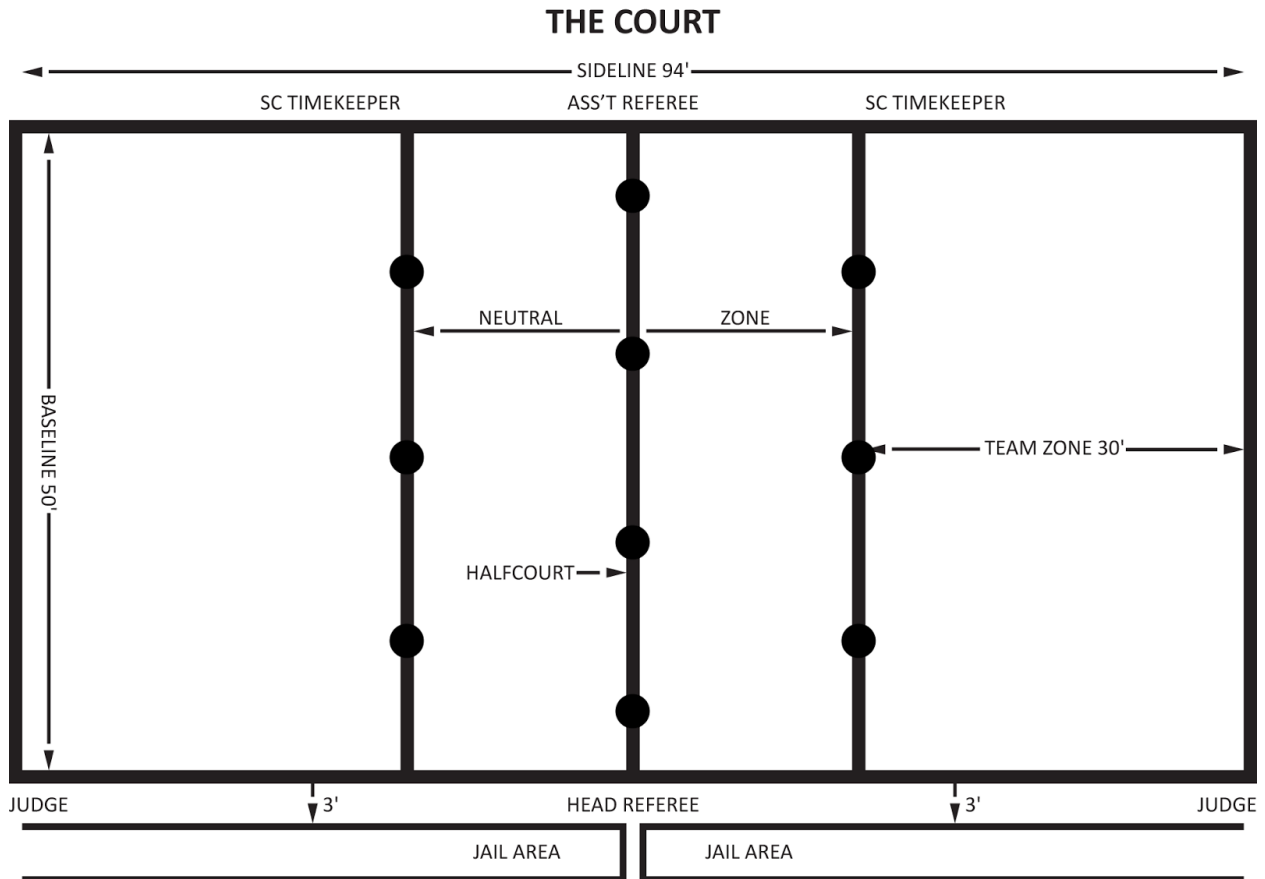 THE COURT
SIDELINE 94'
SC TIMEKEEPER
ASS'T REFEREE
SC TIMEKEEPER
NEUTRAL
ZONE
BASELINE 50'
TEAM ZONE 30'
HALFCOURT
JUDGE
3'
HEAD REFEREE
3'
JUDGE
JAIL AREA
JAIL AREA